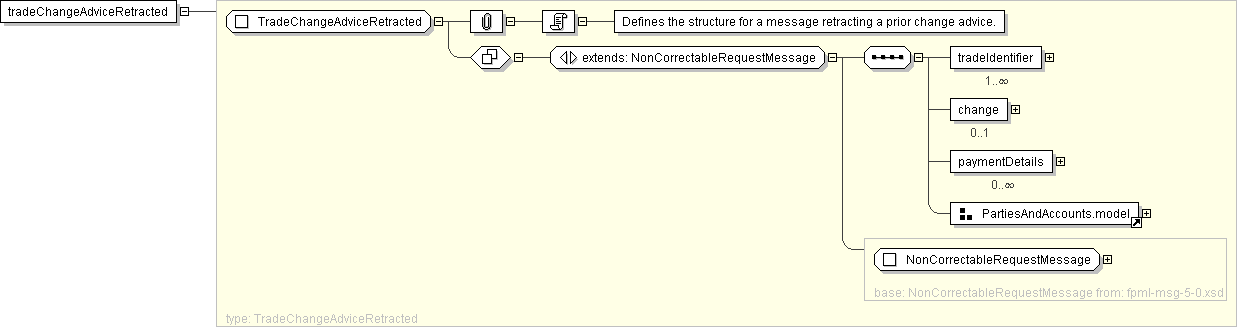 tradeChangeAdviceRetracted
TradeChangeAdviceRetracted
Defines the structure for a message retracting a prior change advice.
extends: NonCorrectableRequestMessage
tradeIdentifier
1..∞
change
0..1
paymentDetails
0..∞
PartiesAndAccounts.model
NonCorrectableRequestMessage
base: NonCorrectableRequestMessage from: fpml-msg-5-0.xsd
type: TradeChangeAdviceRetracted